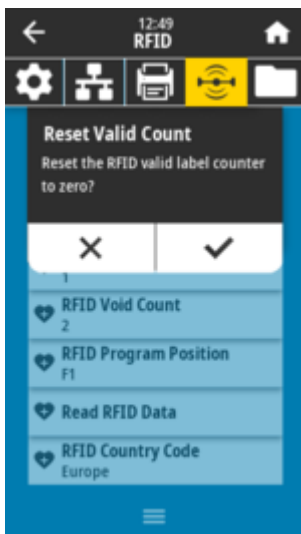 12:49
RFID
Reset Valid Count
Reset the RFID valid label counter
to zero?
1
RFID Void Count
2
RFID Program Position
F1
Read RFID Data
RFID Country Code
Europe